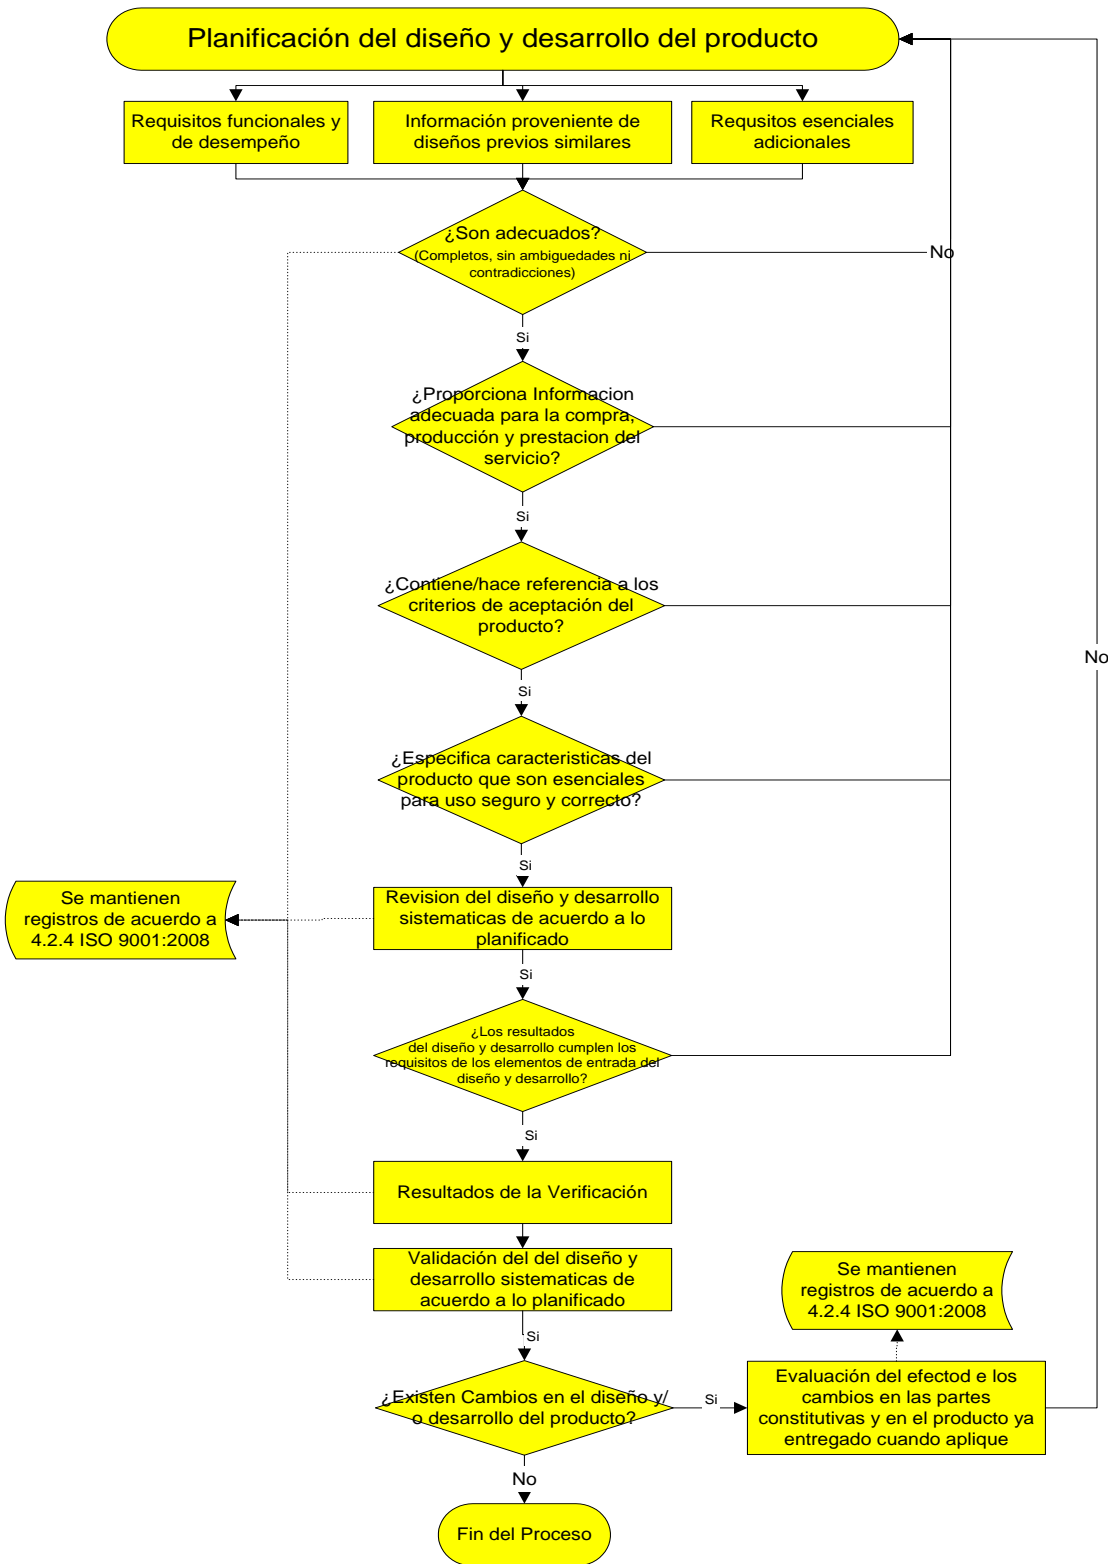 Planificación del diseño y desarrollo del producto
Requisitos funcionales y
de desempeño
Información proveniente de
diseños previos similares
Requsitos esenciales
adicionales
¿Son adecuados?
(Completos, sin ambiguedades ni
contradicciones)
No
Si
¿Proporciona Informacion
adecuada para la compra,
producción y prestacion del
servicio?
Si
¿Contiene/hace referencia a los
criterios de aceptación del
producto?
No
Si
¿Especifica caracteristicas del
producto que son esenciales
para uso seguro y correcto?
Si
Se mantienen
registros de acuerdo a
4.2.4 ISO 9001:2008
Revision del diseño y desarrollo
sistematicas de acuerdo a lo
planificado
Si
¿Los resultados
del diseño y desarrollo cumplen los
requisitos de los elementos de entrada del
diseño y desarrollo?
Si
Resultados de la Verificación
Validación del del diseño y
desarrollo sistematicas de
acuerdo a lo planificado
Se mantienen
registros de acuerdo a
4.2.4 ISO 9001:2008
Si
¿Existen Cambios en el diseño y/
o desarrollo del producto?
Si
Evaluación del efectod e los
cambios en las partes
constitutivas y en el producto ya
entregado cuando aplique
No
Fin del Proceso